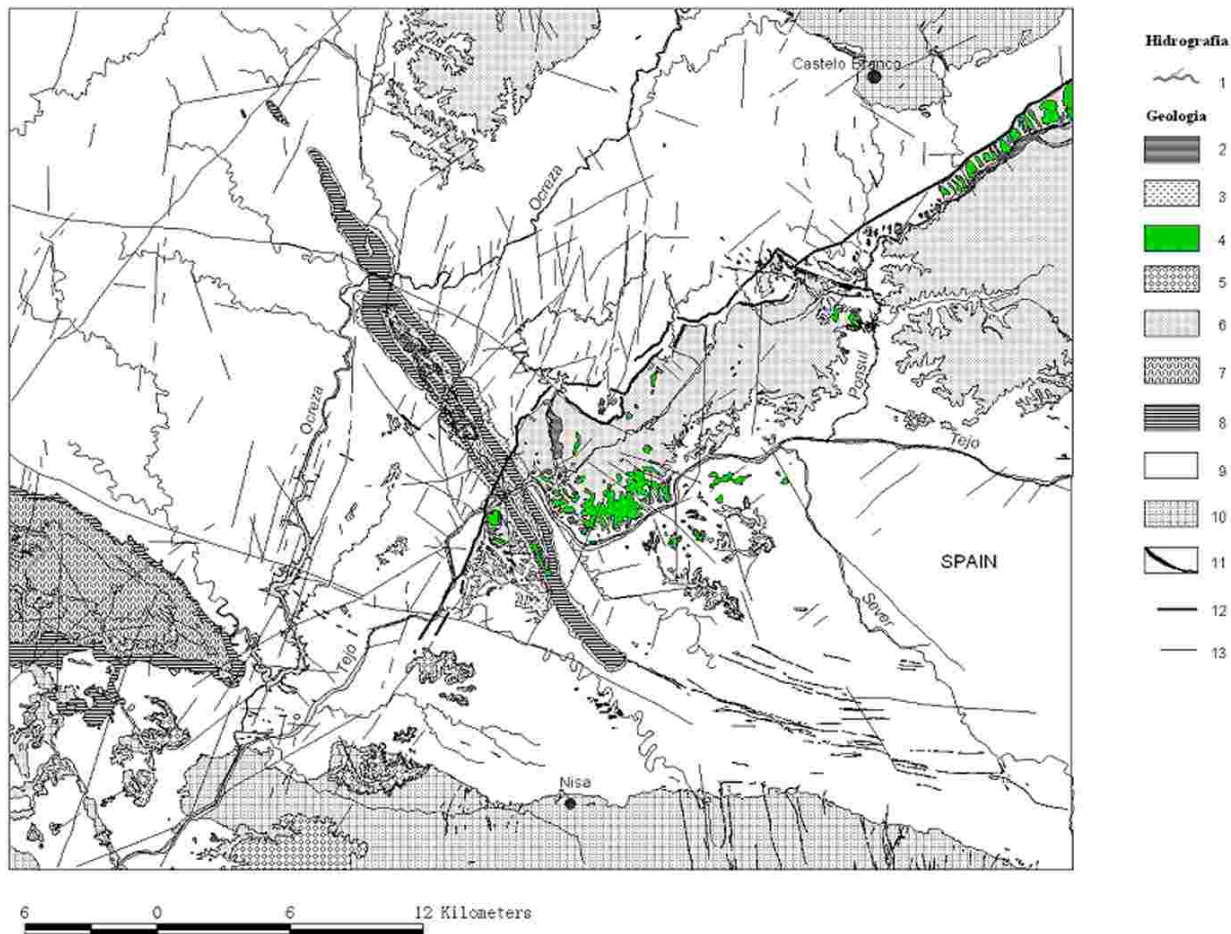 Hidrografia
1
Geologia
2
3
4
5
6
7
8
9
10
11
12
13
Castelo Branco
Ocreza
Ocreza
Ponsul
Tejo
SPAIN
Sever
Tejo
Nisa
6 0 6 12 Kilometers